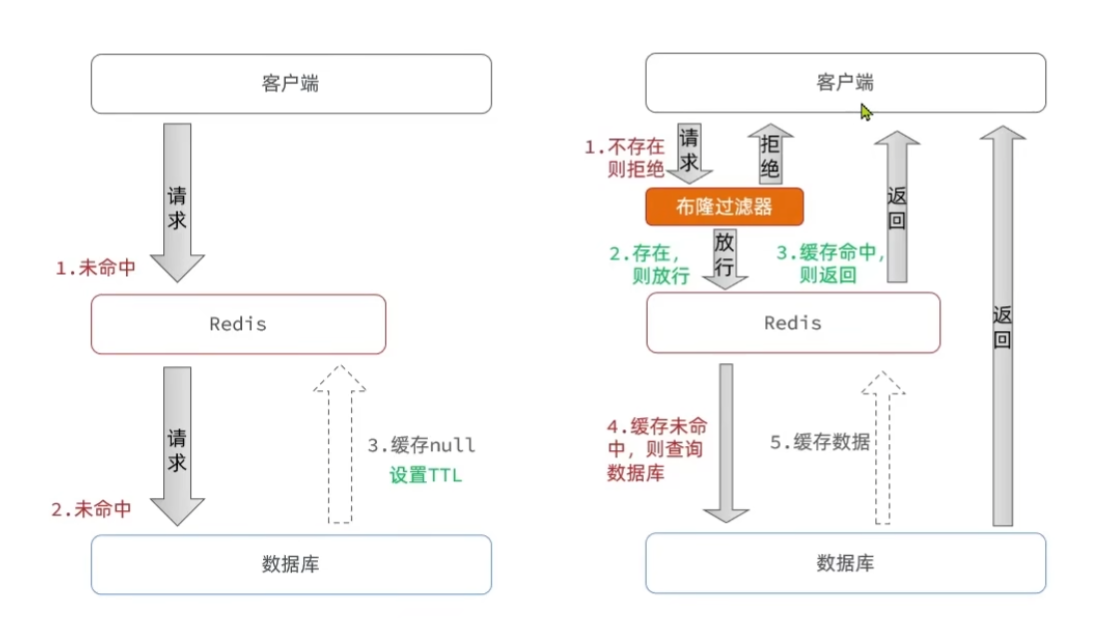 客户端
请求
1.未命中
Redis
请求
3.缓存null
设置TTL
2.未命中
数据库
客户端
1.不存在
则拒绝
请求
拒绝
布隆过滤器
2.存在,
则放行
放行
3.缓存命中,
则返回
返回
Redis
返回
4.缓存未命
中, 则查询
数据库
5.缓存数据
数据库